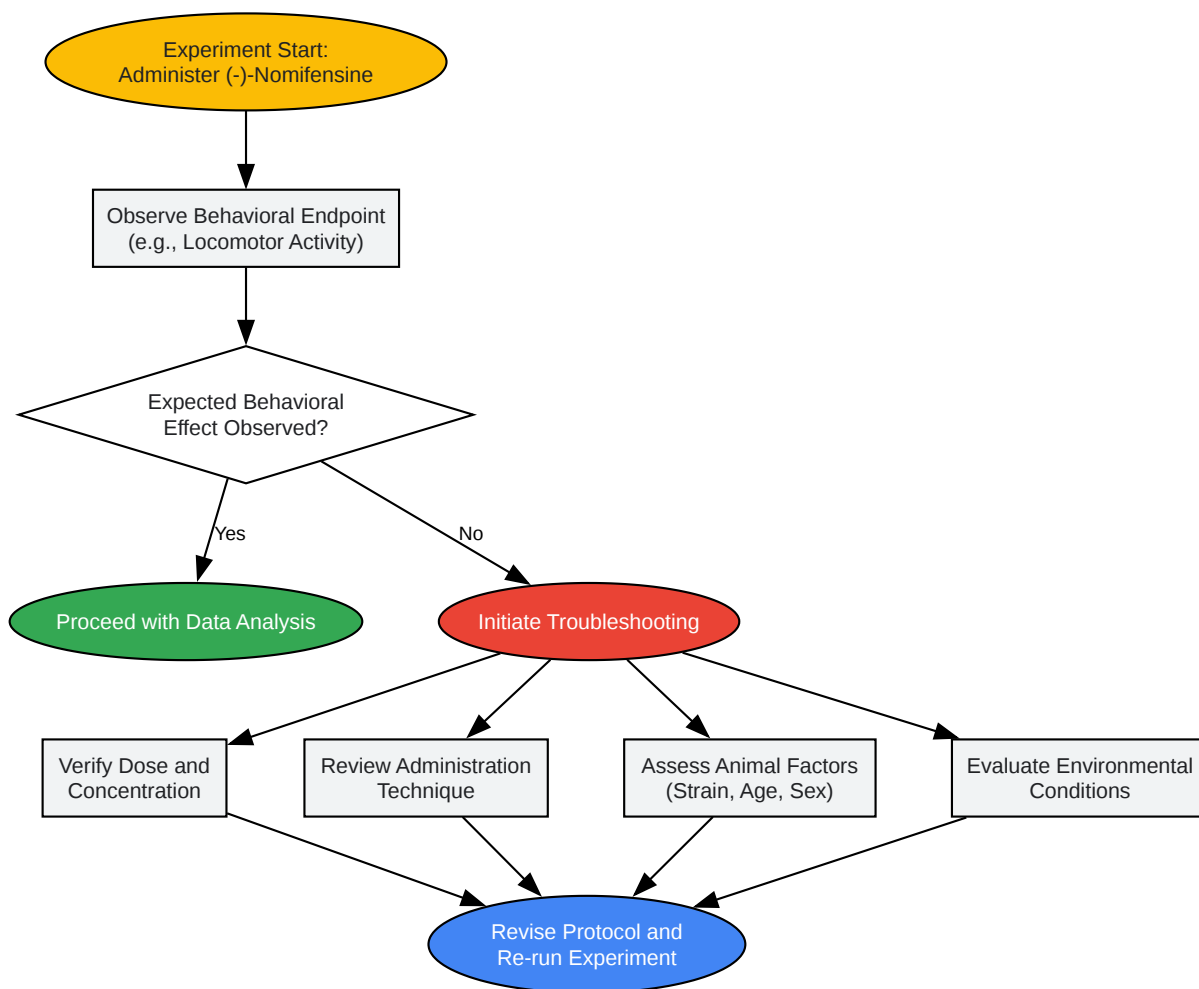 Experiment Start:
Administer (-)-Nomifensine
Observe Behavioral Endpoint
(e.g., Locomotor Activity)
Expected Behavioral
Effect Observed?
Yes
No
Proceed with Data Analysis
Initiate Troubleshooting
Verify Dose and
Concentration
Review Administration
Technique
Assess Animal Factors
(Strain, Age, Sex)
Evaluate Environmental
Conditions
Revise Protocol and
Re-run Experiment